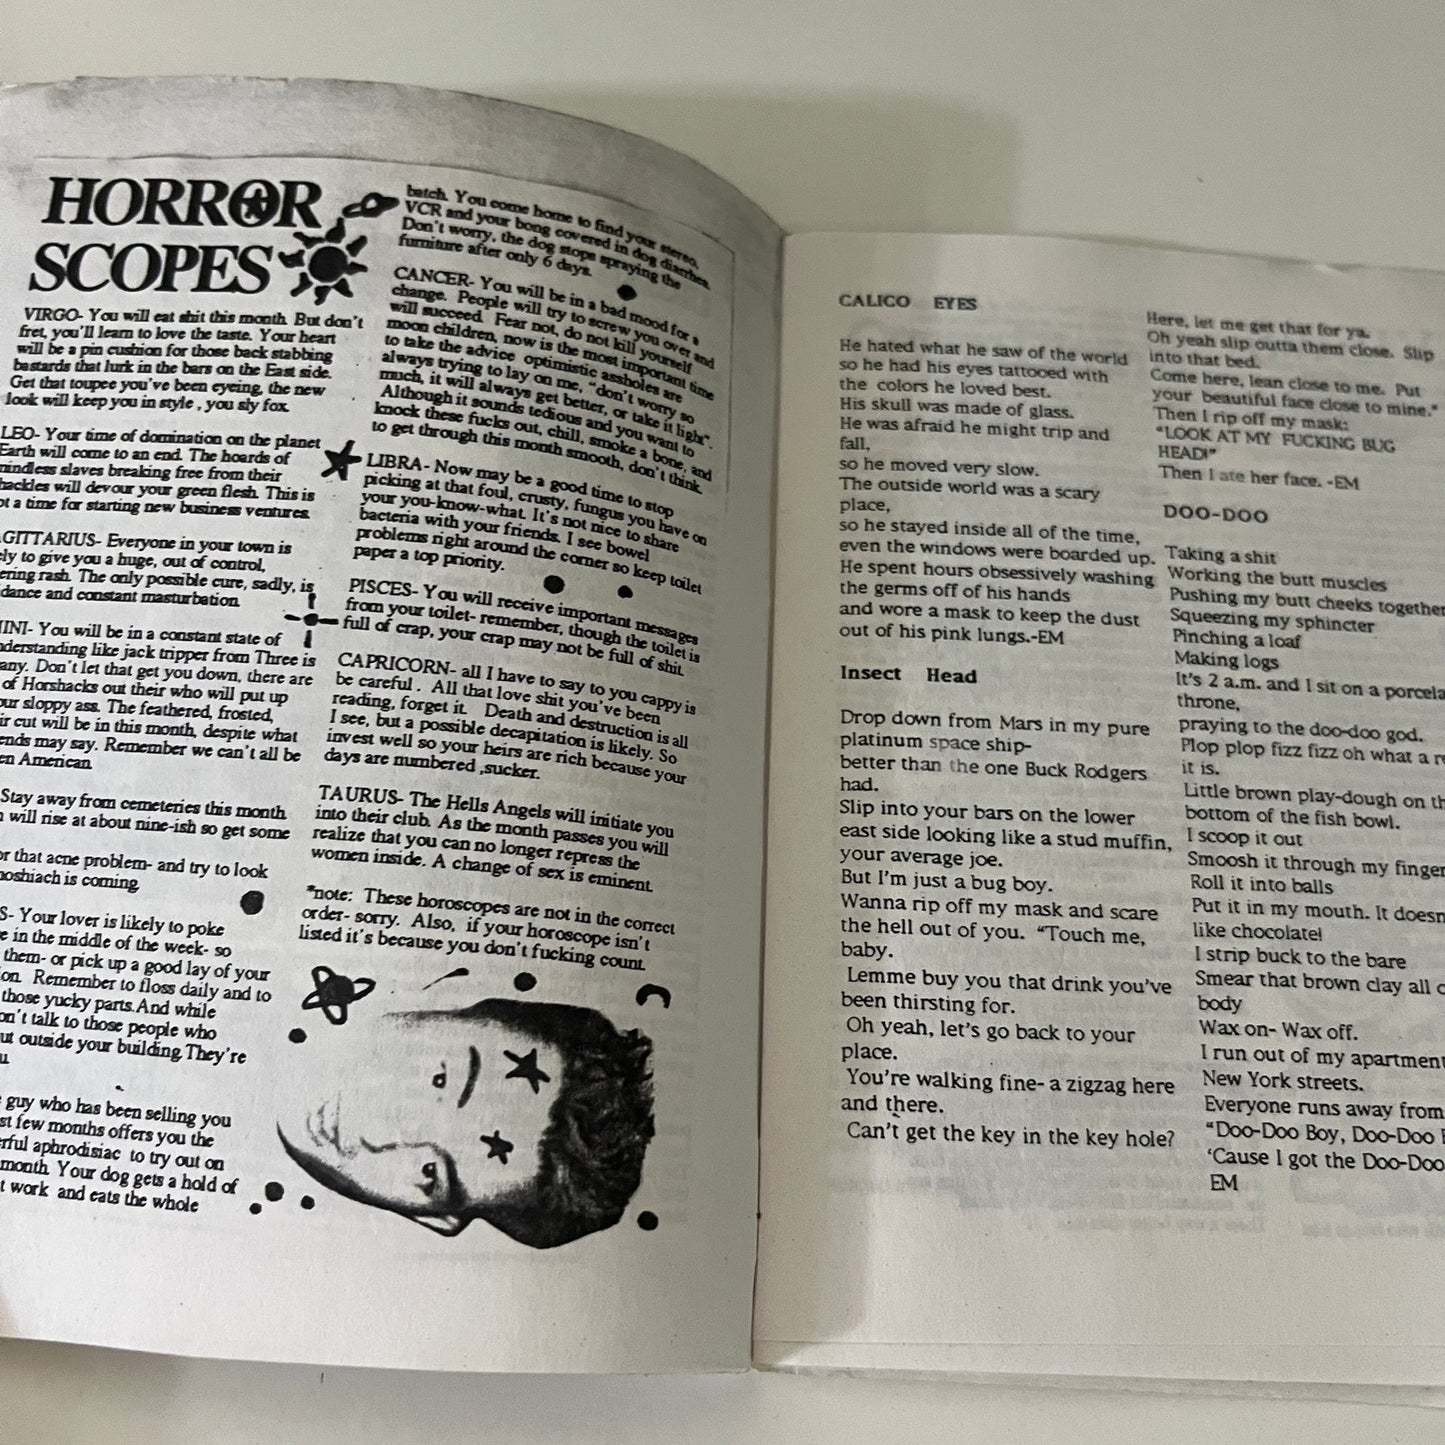 HORROR
SCOPES
VIRGO- You will eat shit this month. But don't
fret, you'll learn to love the taste. Your heart
will be a pin cushion for those back stabbing
bastards that lurk in the bars on the East side.
Get that toupee you've been eyeing, the new
look will keep you in style , you sly fox.
LEO- Your time of domination on the planet
Earth will come to an end. The hoards of
mindless slaves breaking free from their
hackles will devour your green flesh. This is
ot a time for starting new business ventures.
AGITTARIUS- Everyone in your town is
ely to give you a huge, out of control,
ering rash. The only possible cure, sadly, is
dance and constant masturbation.
INI- You will be in a constant state of
nderstanding like jack tripper from Three is
any. Don't let that get you down, there are
of Horshacks out their who will put up
our sloppy ass. The feathered, frosted,
ir cut will be in this month, despite what
ends may say. Remember we can't all be
en American.
Stay away from cemeteries this month.
will rise at about nine-ish so get some
or that acne problem- and try to look
noshiach is coming.
S- Your lover is likely to poke
e in the middle of the week- so
them- or pick up a good lay of your
ion. Remember to floss daily and to
those yucky parts.And while
on't talk to those people who
ut outside your building.They're
u.
guy who has been selling you
st few months offers you the
rful aphrodisiac to try out on
month. Your dog gets a hold of
t work and eats the whole
batch. You come home to find your stereo,
VCR and your bong covered in dog diarrhea.
Don't worry, the dog stops spraying the
furniture after only 6 days.
CANCER- You will be in a bad mood for a
change. People will try to screw you over and
will succeed. Fear not, do not kill yourself
moon children, now is the most important time
to take the advice optimistic assholes are
always trying to lay on me, "don't worry so
much, it will always get better, or take it light".
Although it sounds tedious and you want to
knock these fucks out, chill, smoke a bone, and
to get through this month smooth, don't think.
LIBRA- Now may be a good time to stop
picking at that foul, crusty, fungus you have on
your you-know-what. It's not nice to share
bacteria with your friends. I see bowel
problems right around the corner so keep toilet
paper a top priority.
PISCES- You will receive important messages
from your toilet- remember, though the toilet is
full of crap, your crap may not be full of shit.
CAPRICORN- all I have to say to you cappy is
be careful . All that love shit you've been
reading, forget it. Death and destruction is all
I see, but a possible decapitation is likely. So
invest well so your heirs are rich because your
days are numbered ,sucker.
TAURUS- The Hells Angels will initiate you
into their club. As the month passes you will
realize that you can no longer repress the
women inside. A change of sex is eminent.
*note: These horoscopes are not in the correct
order- sorry. Also, if your horoscope isn't
listed it's because you don't fucking count.
CALICO EYES
He hated what he saw of the world
so he had his eyes tattooed with
the colors he loved best.
His skull was made of glass.
He was afraid he might trip and
fall,
so he moved very slow.
The outside world was a scary
place,
so he stayed inside all of the time,
even the windows were boarded up.
He spent hours obsessively washing
the germs off of his hands
and wore a mask to keep the dust
out of his pink lungs.-EM
Insect Head
Drop down from Mars in my pure
platinum space ship-
better than the one Buck Rodgers
had.
Slip into your bars on the lower
east side looking like a stud muffin,
your average joe.
But I'm just a bug boy.
Wanna rip off my mask and scare
the hell out of you. "Touch me,
baby.
Lemme buy you that drink you've
been thirsting for.
Oh yeah, let's go back to your
place.
You're walking fine- a zigzag here
and there.
Can't get the key in the key hole?
Here, let me get that for ya.
Oh yeah slip outta them close. Slip
into that bed.
Come here, lean close to me. Put
your beautiful face close to mine."
Then I rip off my mask:
"LOOK AT MY FUCKING BUG
HEAD!"
Then I ate her face. -EM
DOO-DOO
Taking a shit
Working the butt muscles
Pushing my butt cheeks together
Squeezing my sphincter
Pinching a loaf
Making logs
It's 2 a.m. and I sit on a porcela
throne,
praying to the doo-doo god.
Plop plop fizz fizz oh what a re
it is.
Little brown play-dough on th
bottom of the fish bowl.
I scoop it out
Smoosh it through my finger
Roll it into balls
Put it in my mouth. It doesn
like chocolate!
I strip buck to the bare
Smear that brown clay all o
body
Wax on- Wax off.
I run out of my apartment
New York streets.
Everyone runs away from
"Doo-Doo Boy, Doo-Doo
'Cause I got the Doo-Doo
EM